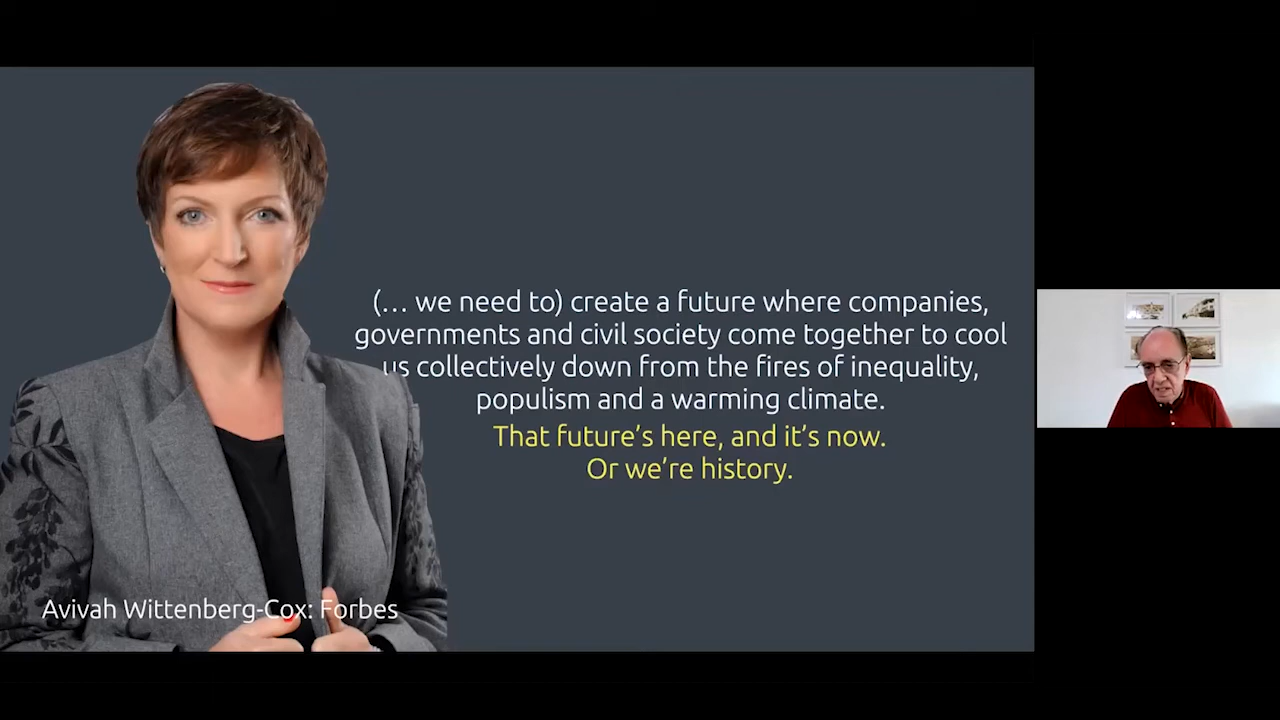 (... we need to) create a future where companies,
governments and civil society come together to cool
us collectively down from the fires of inequality,
populism and a warming climate.
That future’s here, and it’s now.
Or we’re history.
Avivah Wittenberg-Cox: Forbes